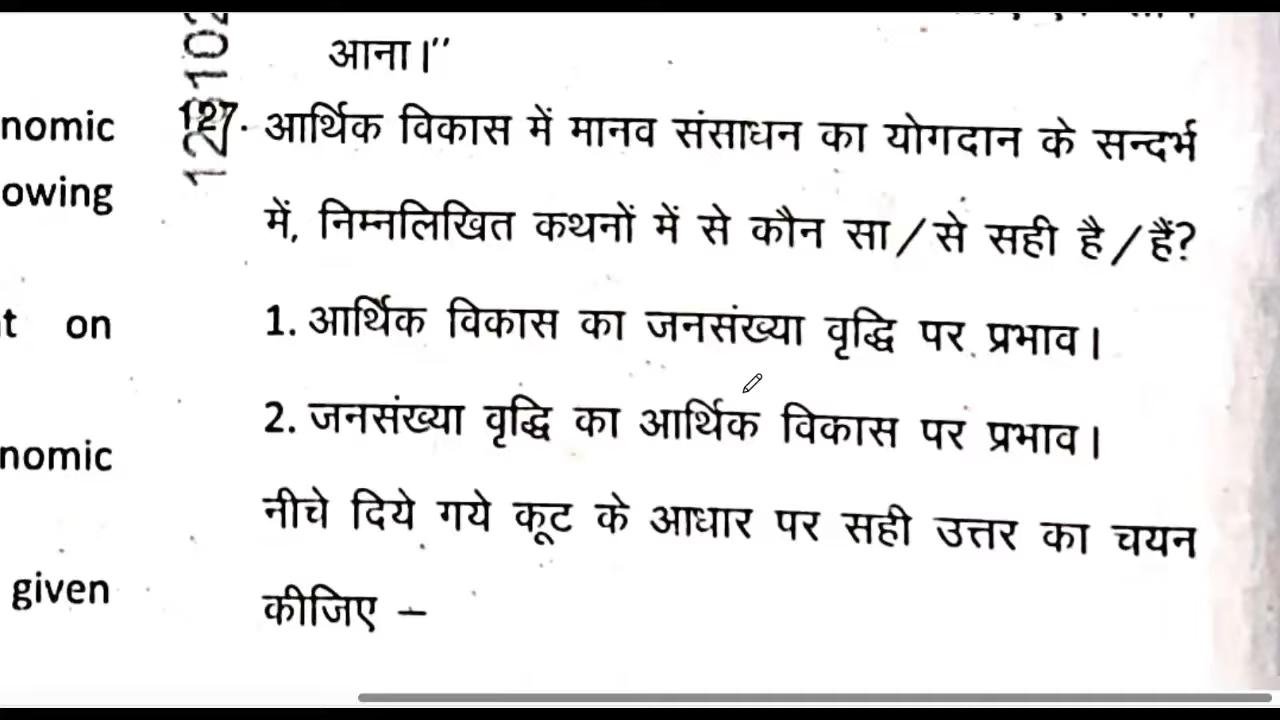 आना।"
nomic
owing
t on
nomic
given
127. आर्थिक विकास में मानव संसाधन का योगदान के सन्दर्भ
में, निम्नलिखित कथनों में से कौन सा/से सही है/हैं?
1. आर्थिक विकास का जनसंख्या वृद्धि पर प्रभाव।
2. जनसंख्या वृद्धि का आर्थिक विकास पर प्रभाव।
नीचे दिये गये कूट के आधार पर सही उत्तर का चयन
कीजिए –